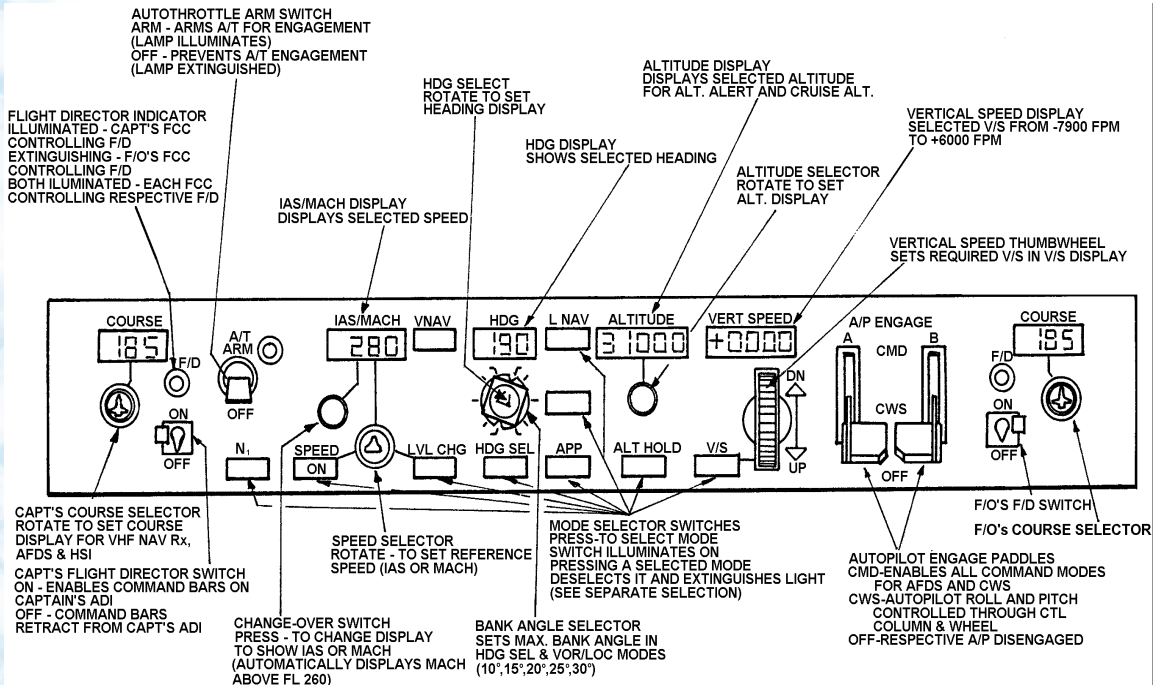 AUTOTHROTTLE ARM SWITCH
ARM - ARMS A/T FOR ENGAGEMENT
(LAMP ILLUMINATES)
OFF - PREVENTS A/T ENGAGEMENT
(LAMP EXTINGUISHED)
HDG SELECT
ROTATE TO SET
HEADING DISPLAY
ALTITUDE DISPLAY
DISPLAYS SELECTED ALTITUDE
FOR ALT. ALERT AND CRUISE ALT.
FLIGHT DIRECTOR INDICATOR
ILLUMINATED - CAPT'S FCC
CONTROLLING F/D
EXTINGUISHING - F/O'S FCC
CONTROLLING F/D
BOTH ILUMINATED - EACH FCC
CONTROLLING RESPECTIVE F/D
HDG DISPLAY
SHOWS SELECTED HEADING
VERTICAL SPEED DISPLAY
SELECTED V/S FROM -7900 FPM
TO +6000 FPM
ALTITUDE SELECTOR
ROTATE TO SET
ALT. DISPLAY
IAS/MACH DISPLAY
DISPLAYS SELECTED SPEED
VERTICAL SPEED THUMBWHEEL
SETS REQUIRED V/S IN V/S DISPLAY
COURSE
185
F/D
ON
OFF
A/T
ARM
OFF
N1
IAS/MACH
280
VNAV
SPEED
ON
LVL CHG
HDG
190
HDG SEL
L NAV
APP
ALTITUDE
31000
ALT HOLD
VERT SPEED
+0000
V/S
DN
UP
A/P ENGAGE
A
B
CMD
CWS
OFF
F/D
ON
OFF
COURSE
185
CAPT'S COURSE SELECTOR
ROTATE TO SET COURSE
DISPLAY FOR VHF NAV Rx,
AFDS & HSI
CAPT'S FLIGHT DIRECTOR SWITCH
ON - ENABLES COMMAND BARS ON
CAPTAIN'S ADI
OFF - COMMAND BARS
RETRACT FROM CAPT'S ADI
CHANGE-OVER SWITCH
PRESS - TO CHANGE DISPLAY
TO SHOW IAS OR MACH
(AUTOMATICALLY DISPLAYS MACH
ABOVE FL 260)
SPEED SELECTOR
ROTATE - TO SET REFERENCE
SPEED (IAS OR MACH)
BANK ANGLE SELECTOR
SETS MAX. BANK ANGLE IN
HDG SEL & VOR/LOC MODES
(10°,15°,20°,25°,30°)
MODE SELECTOR SWITCHES
PRESS-TO SELECT MODE
SWITCH ILLUMINATES ON
PRESSING A SELECTED MODE
DESELECTS IT AND EXTINGUISHES LIGHT
(SEE SEPARATE SELECTION)
F/O'S F/D SWITCH
F/O's COURSE SELECTOR
AUTOPILOT ENGAGE PADDLES
CMD-ENABLES ALL COMMAND MODES
FOR AFDS AND CWS
CWS-AUTOPILOT ROLL AND PITCH
CONTROLLED THROUGH CTL
COLUMN & WHEEL
OFF-RESPECTIVE A/P DISENGAGED